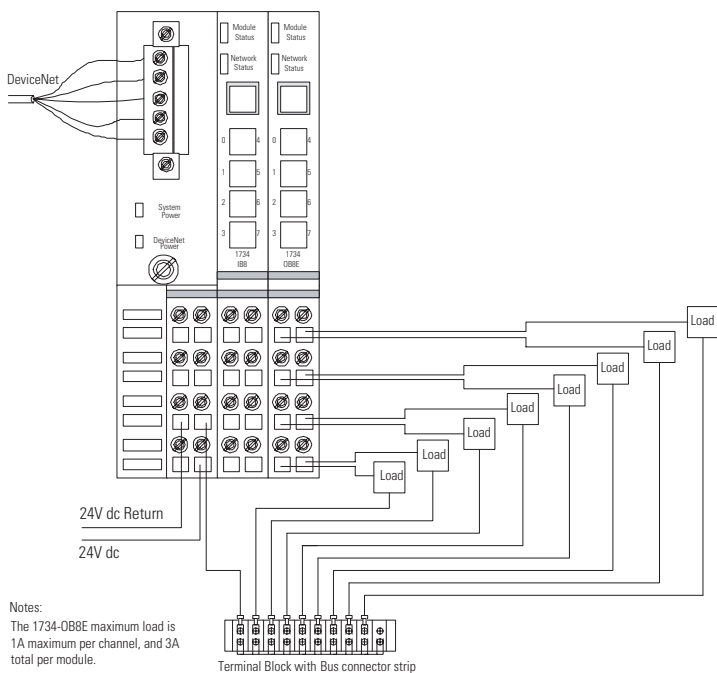 DeviceNet
Module
Status
Network
Status
Module
Status
Network
Status
0 4
1 5
2 6
3 7
0 4
1 5
2 6
3 7
System
Power
DeviceNet
Power
1734
IB8
1734
OB8E
Load
Load
Load
Load
Load
Load
Load
Load
24V dc Return
24V dc
Notes:
The 1734-OB8E maximum load is
1A maximum per channel, and 3A
total per module.
Terminal Block with Bus connector strip